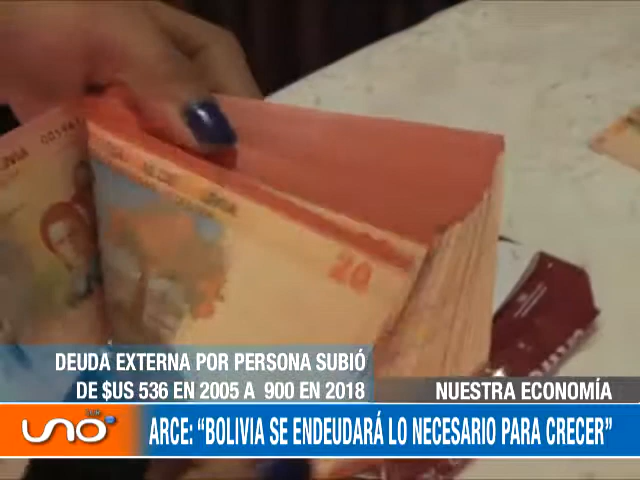 20
DEUDA EXTERNA POR PERSONA SUBIÓ
DE $US 536 EN 2005 A 900 EN 2018
NUESTRA ECONOMÍA
uno
ARCE: “BOLIVIA SE ENDEUDARÁ LO NECESARIO PARA CRECER”